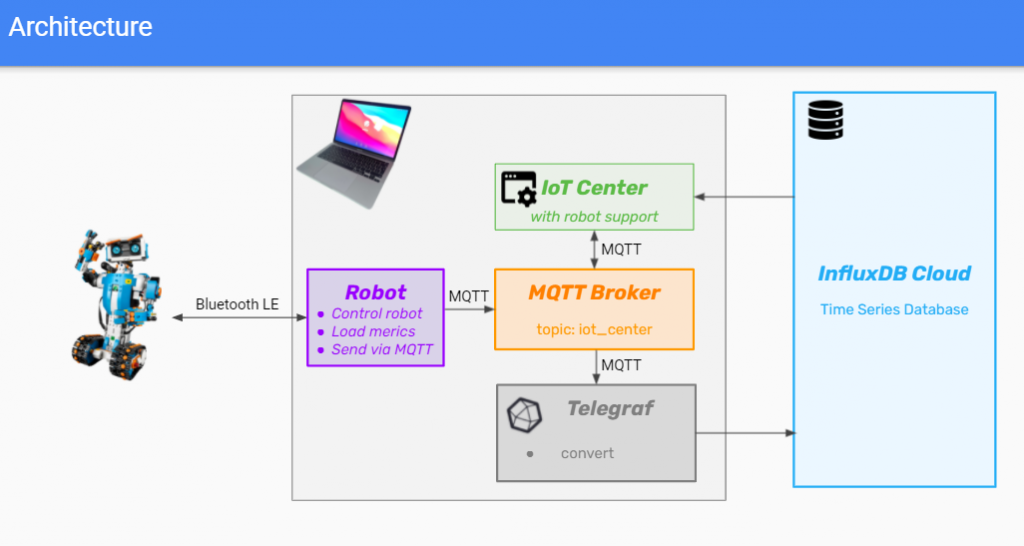 Architecture
IoT Center
with robot support
MQTT
InfluxDB Cloud
Time Series Database
Bluetooth LE
Robot
Control robot
Load merics
Send via MQTT
MQTT
MQTT Broker
topic: iot_center
MQTT
Telegraf
convert